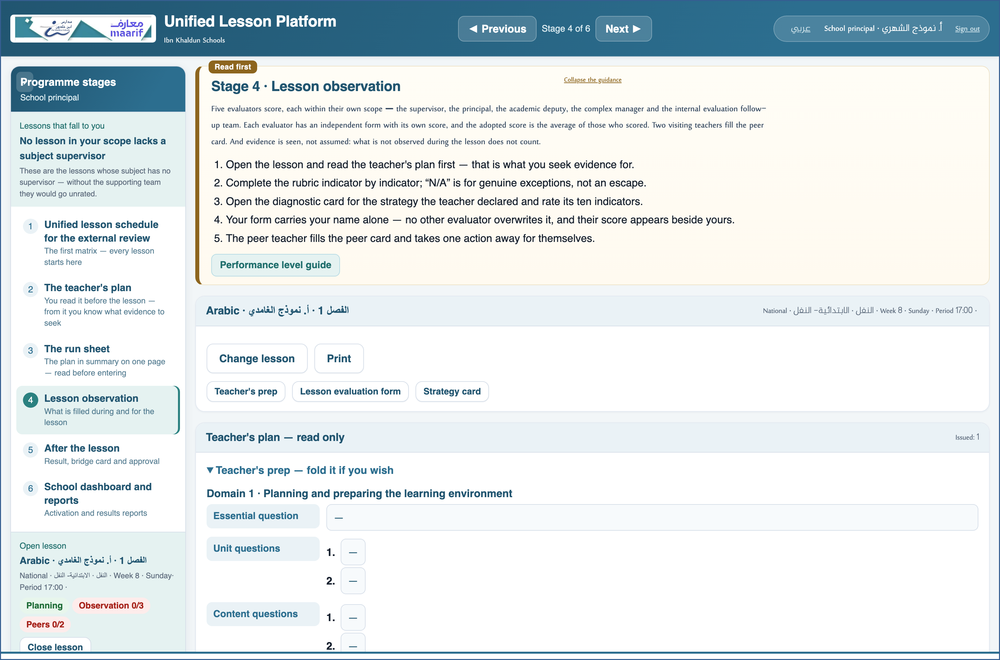 مدارس
ابن خلدون
Ibn Khaldun Schools
معارف
maarif
Unified Lesson Platform
Ibn Khaldun Schools
◀ Previous
Stage 4 of 6
Next ▶
عربي
School principal · أ. نموذج الشهري
Sign out
Programme stages
School principal
Lessons that fall to you
No lesson in your scope lacks a
subject supervisor
These are the lessons whose subject has no
supervisor — without the supporting team
they would go unrated.
1
Unified lesson schedule
for the external review
The first matrix — every lesson
starts here
2
The teacher's plan
You read it before the lesson —
from it you know what evidence to
seek
3
The run sheet
The plan in summary on one page
— read before entering
4
Lesson observation
What is filled during and for the
lesson
5
After the lesson
Result, bridge card and approval
6
School dashboard and
reports
Activation and results reports
Open lesson
Arabic · الفصل 1 · أ. نموذج الغامدي
National · النفل · الابتدائية- النفل · Week 8 · Sunday·
Period 17:00 ·
Planning
Observation 0/3
Peers 0/2
Close lesson
Read first
Stage 4 · Lesson observation
Collapse the guidance
Five evaluators score, each within their own scope — the supervisor, the principal, the academic deputy, the complex manager and the internal evaluation follow-
up team. Each evaluator has an independent form with its own score, and the adopted score is the average of those who scored. Two visiting teachers fill the peer
card. And evidence is seen, not assumed: what is not observed during the lesson does not count.
1. Open the lesson and read the teacher's plan first — that is what you seek evidence for.
2. Complete the rubric indicator by indicator; “N/A” is for genuine exceptions, not an escape.
3. Open the diagnostic card for the strategy the teacher declared and rate its ten indicators.
4. Your form carries your name alone — no other evaluator overwrites it, and their score appears beside yours.
5. The peer teacher fills the peer card and takes one action away for themselves.
Performance level guide
Arabic · الفصل 1 · أ. نموذج الغامدي
National · النفل · الابتدائية- النفل · Week 8 · Sunday · Period 17:00 ·
Change lesson
Print
Teacher's prep
Lesson evaluation form
Strategy card
Teacher's plan — read only
Issued: 1
▼ Teacher's prep — fold it if you wish
Domain 1 · Planning and preparing the learning environment
Essential question
—
Unit questions
1. —
2. —
Content questions
1. —
2. —